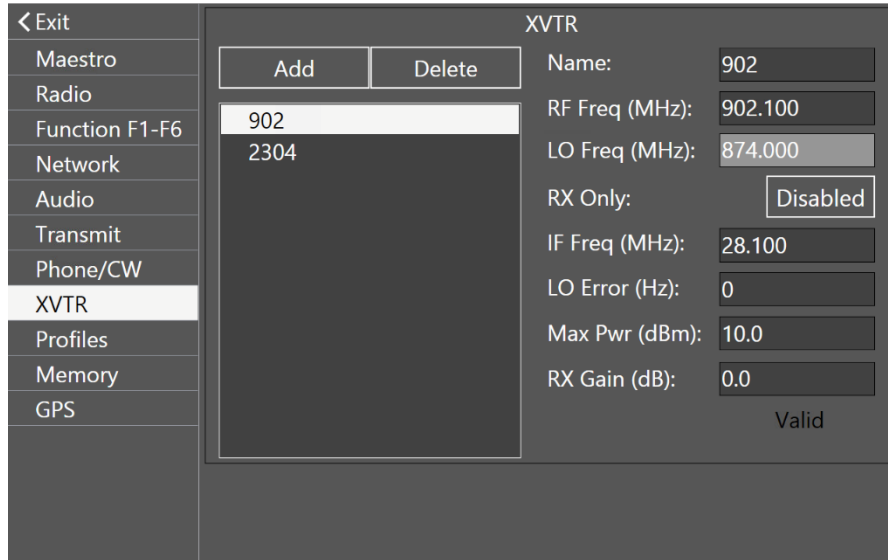 Exit
Maestro
Radio
Function F1-F6
Network
Audio
Transmit
Phone/CW
XVTR
Profiles
Memory
GPS
XVTR
Add Delete
902
2304
Name: 902
RF Freq (MHz): 902.100
LO Freq (MHz): 874.000
RX Only: Disabled
IF Freq (MHz): 28.100
LO Error (Hz): 0
Max Pwr (dBm): 10.0
RX Gain (dB): 0.0
Valid